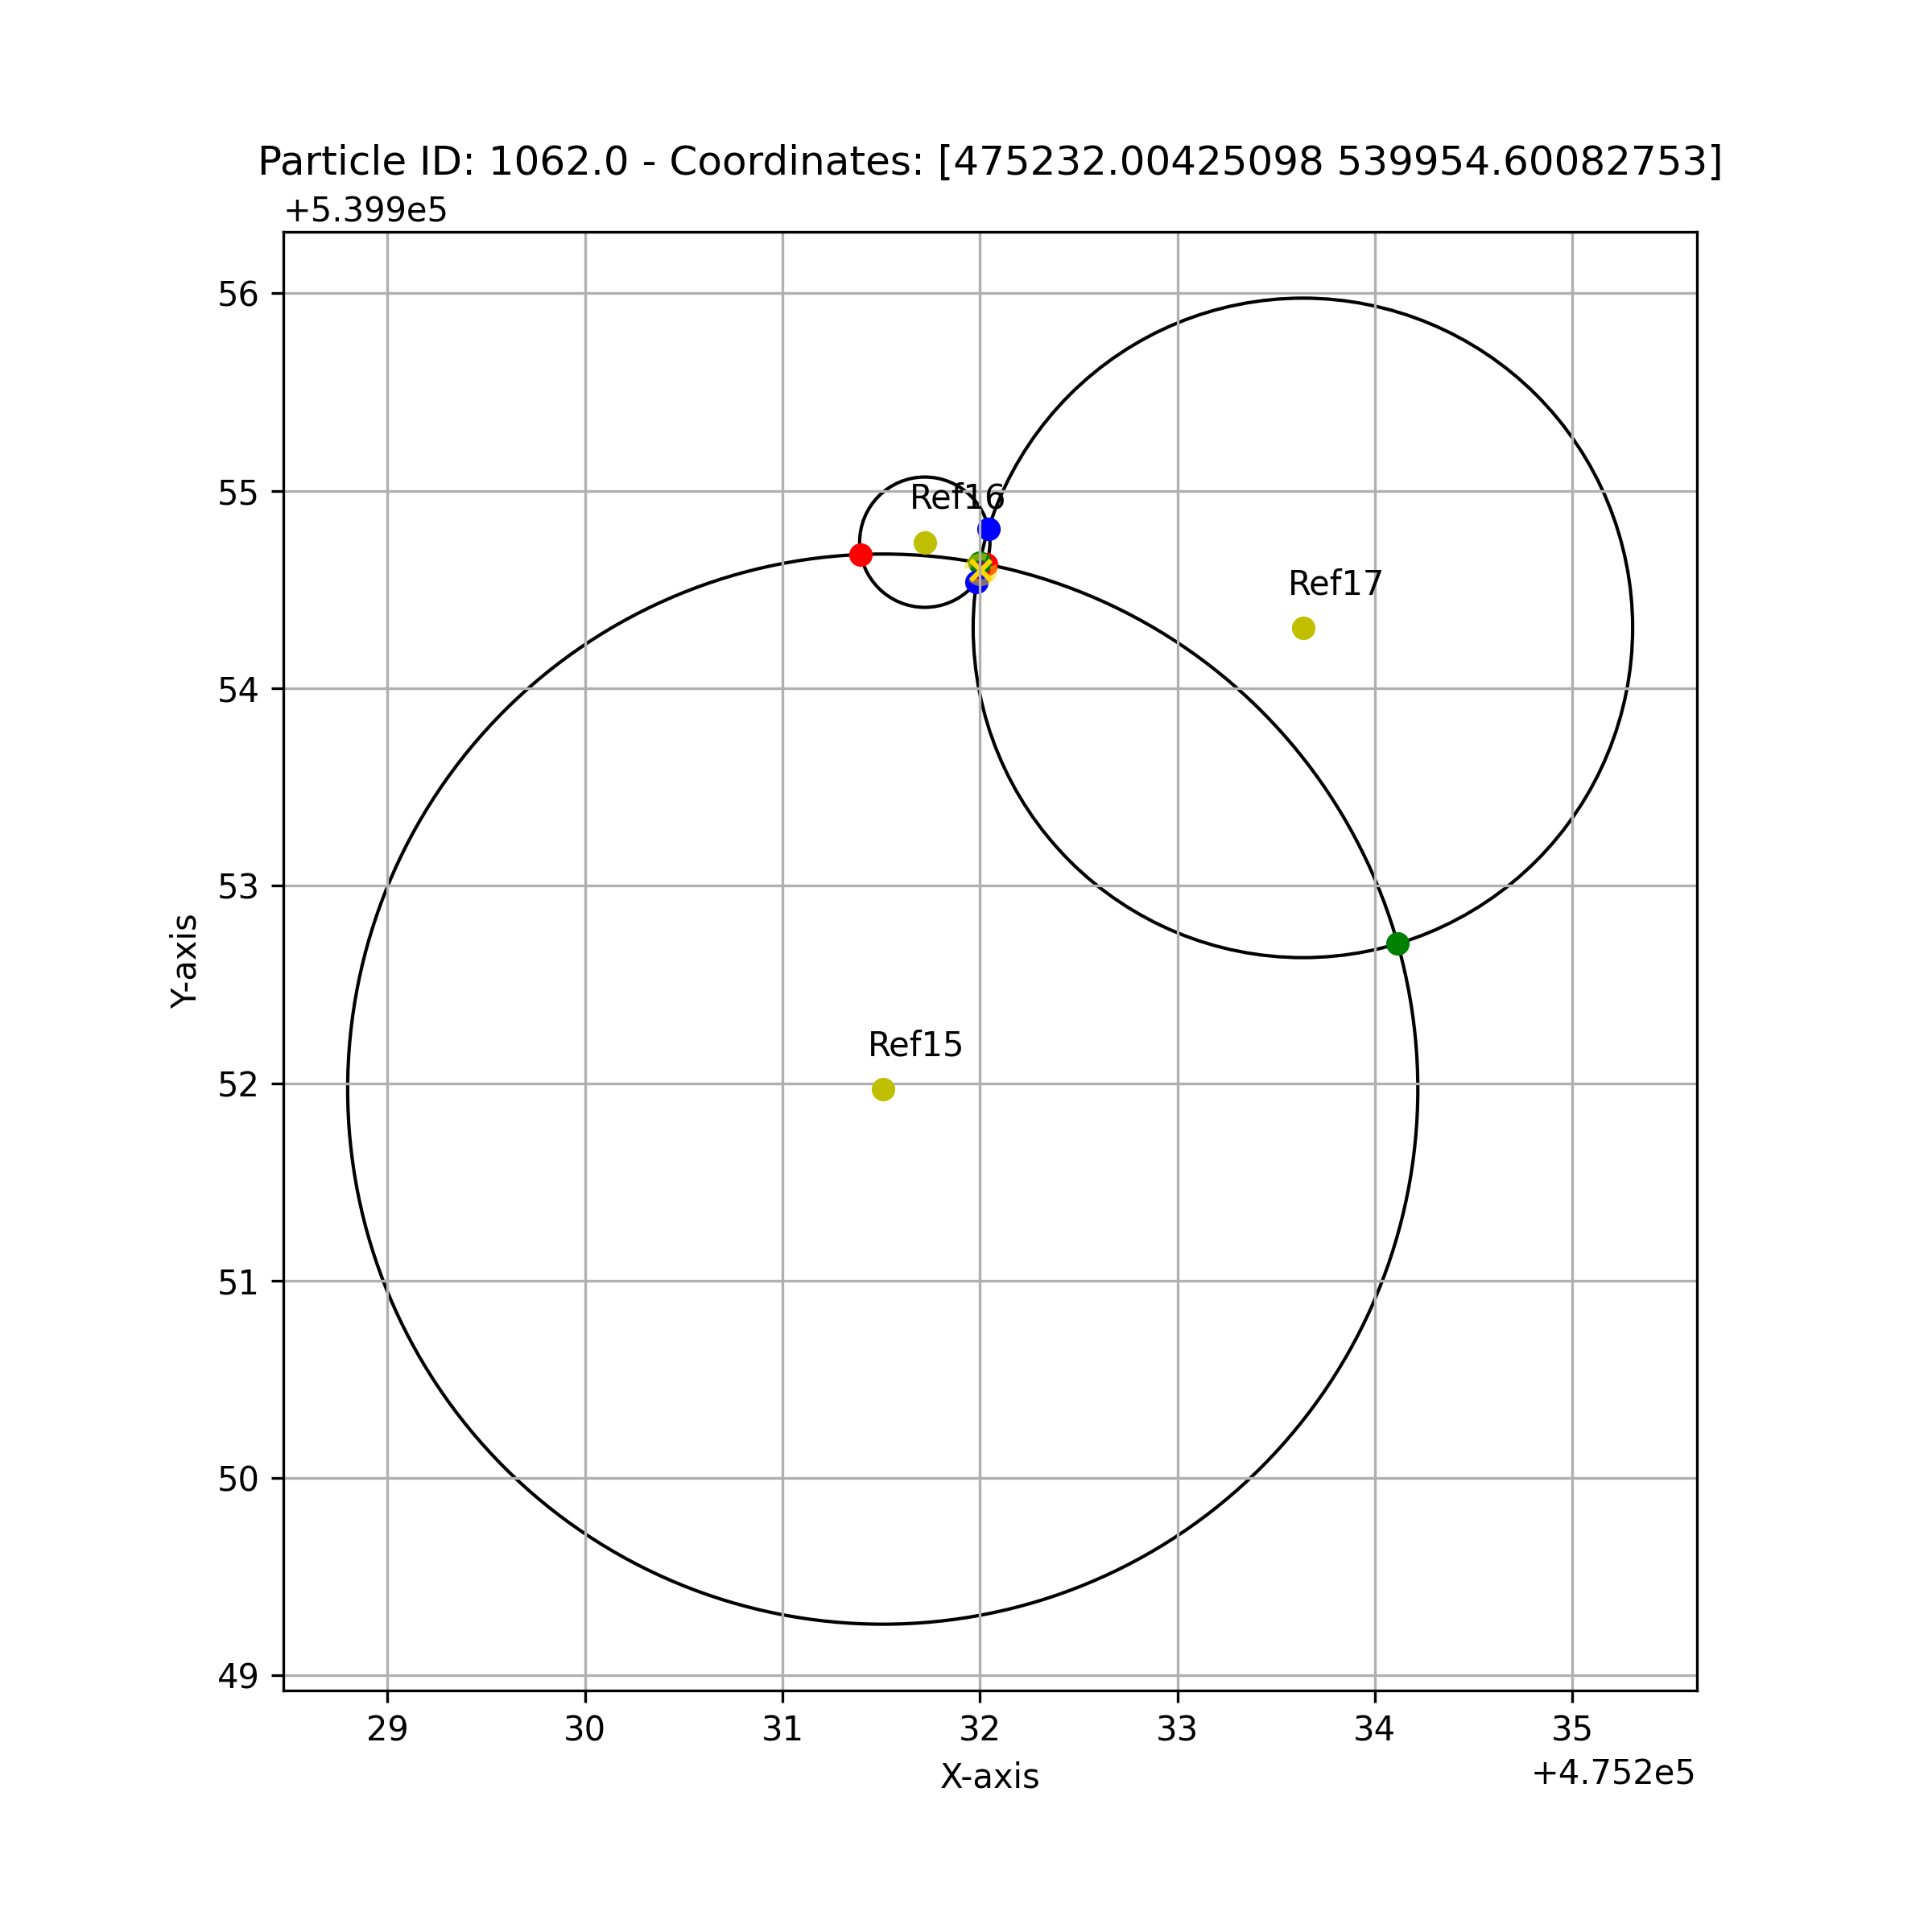 Particle ID: 1062.0 - Coordinates: [475232.00425098 539954.60082753]
+5.399e5
56
55
54
53
52
51
50
49
Y-axis
Ref16
Ref17
Ref15
29 30 31 32 33 34 35
X-axis
+4.752e5